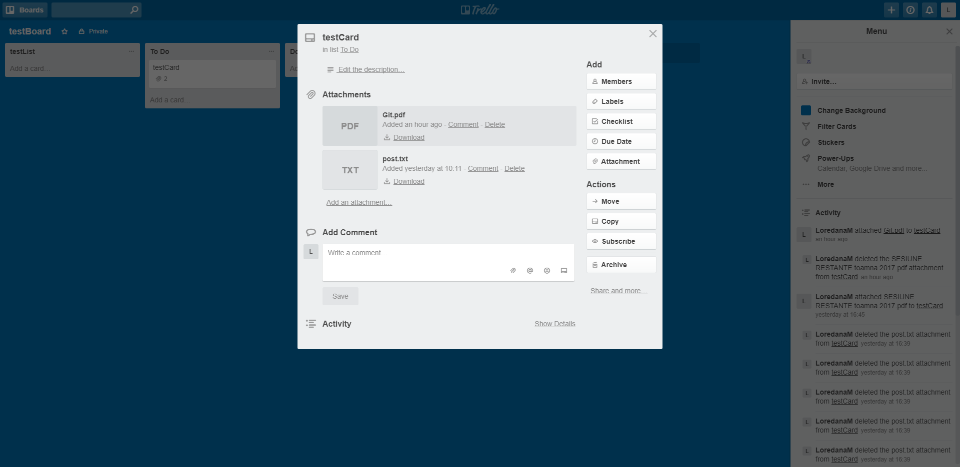 Boards
Trello
L
testBoard
Private
testList
Add a card...
To Do
testCard
2
Add a card...
testCard
in list To Do
Edit the description...
Attachments
PDF
Git.pdf
Added an hour ago - Comment - Delete
Download
TXT
post.txt
Added yesterday at 10:11 - Comment - Delete
Download
Add an attachment...
Add Comment
L
Write a comment
Save
Activity
Show Details
Add
Members
Labels
Checklist
Due Date
Attachment
Actions
Move
Copy
Subscribe
Archive
Share and more...
Menu
L
Invite...
Change Background
Filter Cards
Stickers
Power-Ups
Calendar, Google Drive and more...
More
Activity
LoredanaM attached Git.pdf to testCard
an hour ago
LoredanaM deleted the SESIUNE
RESTANTE toamna 2017.pdf attachment
from testCard an hour ago
LoredanaM attached SESIUNE
RESTANTE toamna 2017.pdf to testCard
yesterday at 10:45
LoredanaM deleted the post.txt attachment
from testCard yesterday at 10:39
LoredanaM deleted the post.txt attachment
from testCard yesterday at 10:39
LoredanaM deleted the post.txt attachment
from testCard yesterday at 10:39
LoredanaM deleted the post.txt attachment
from testCard yesterday at 10:39
LoredanaM deleted the post.txt attachment
from testCard yesterday at 10:39